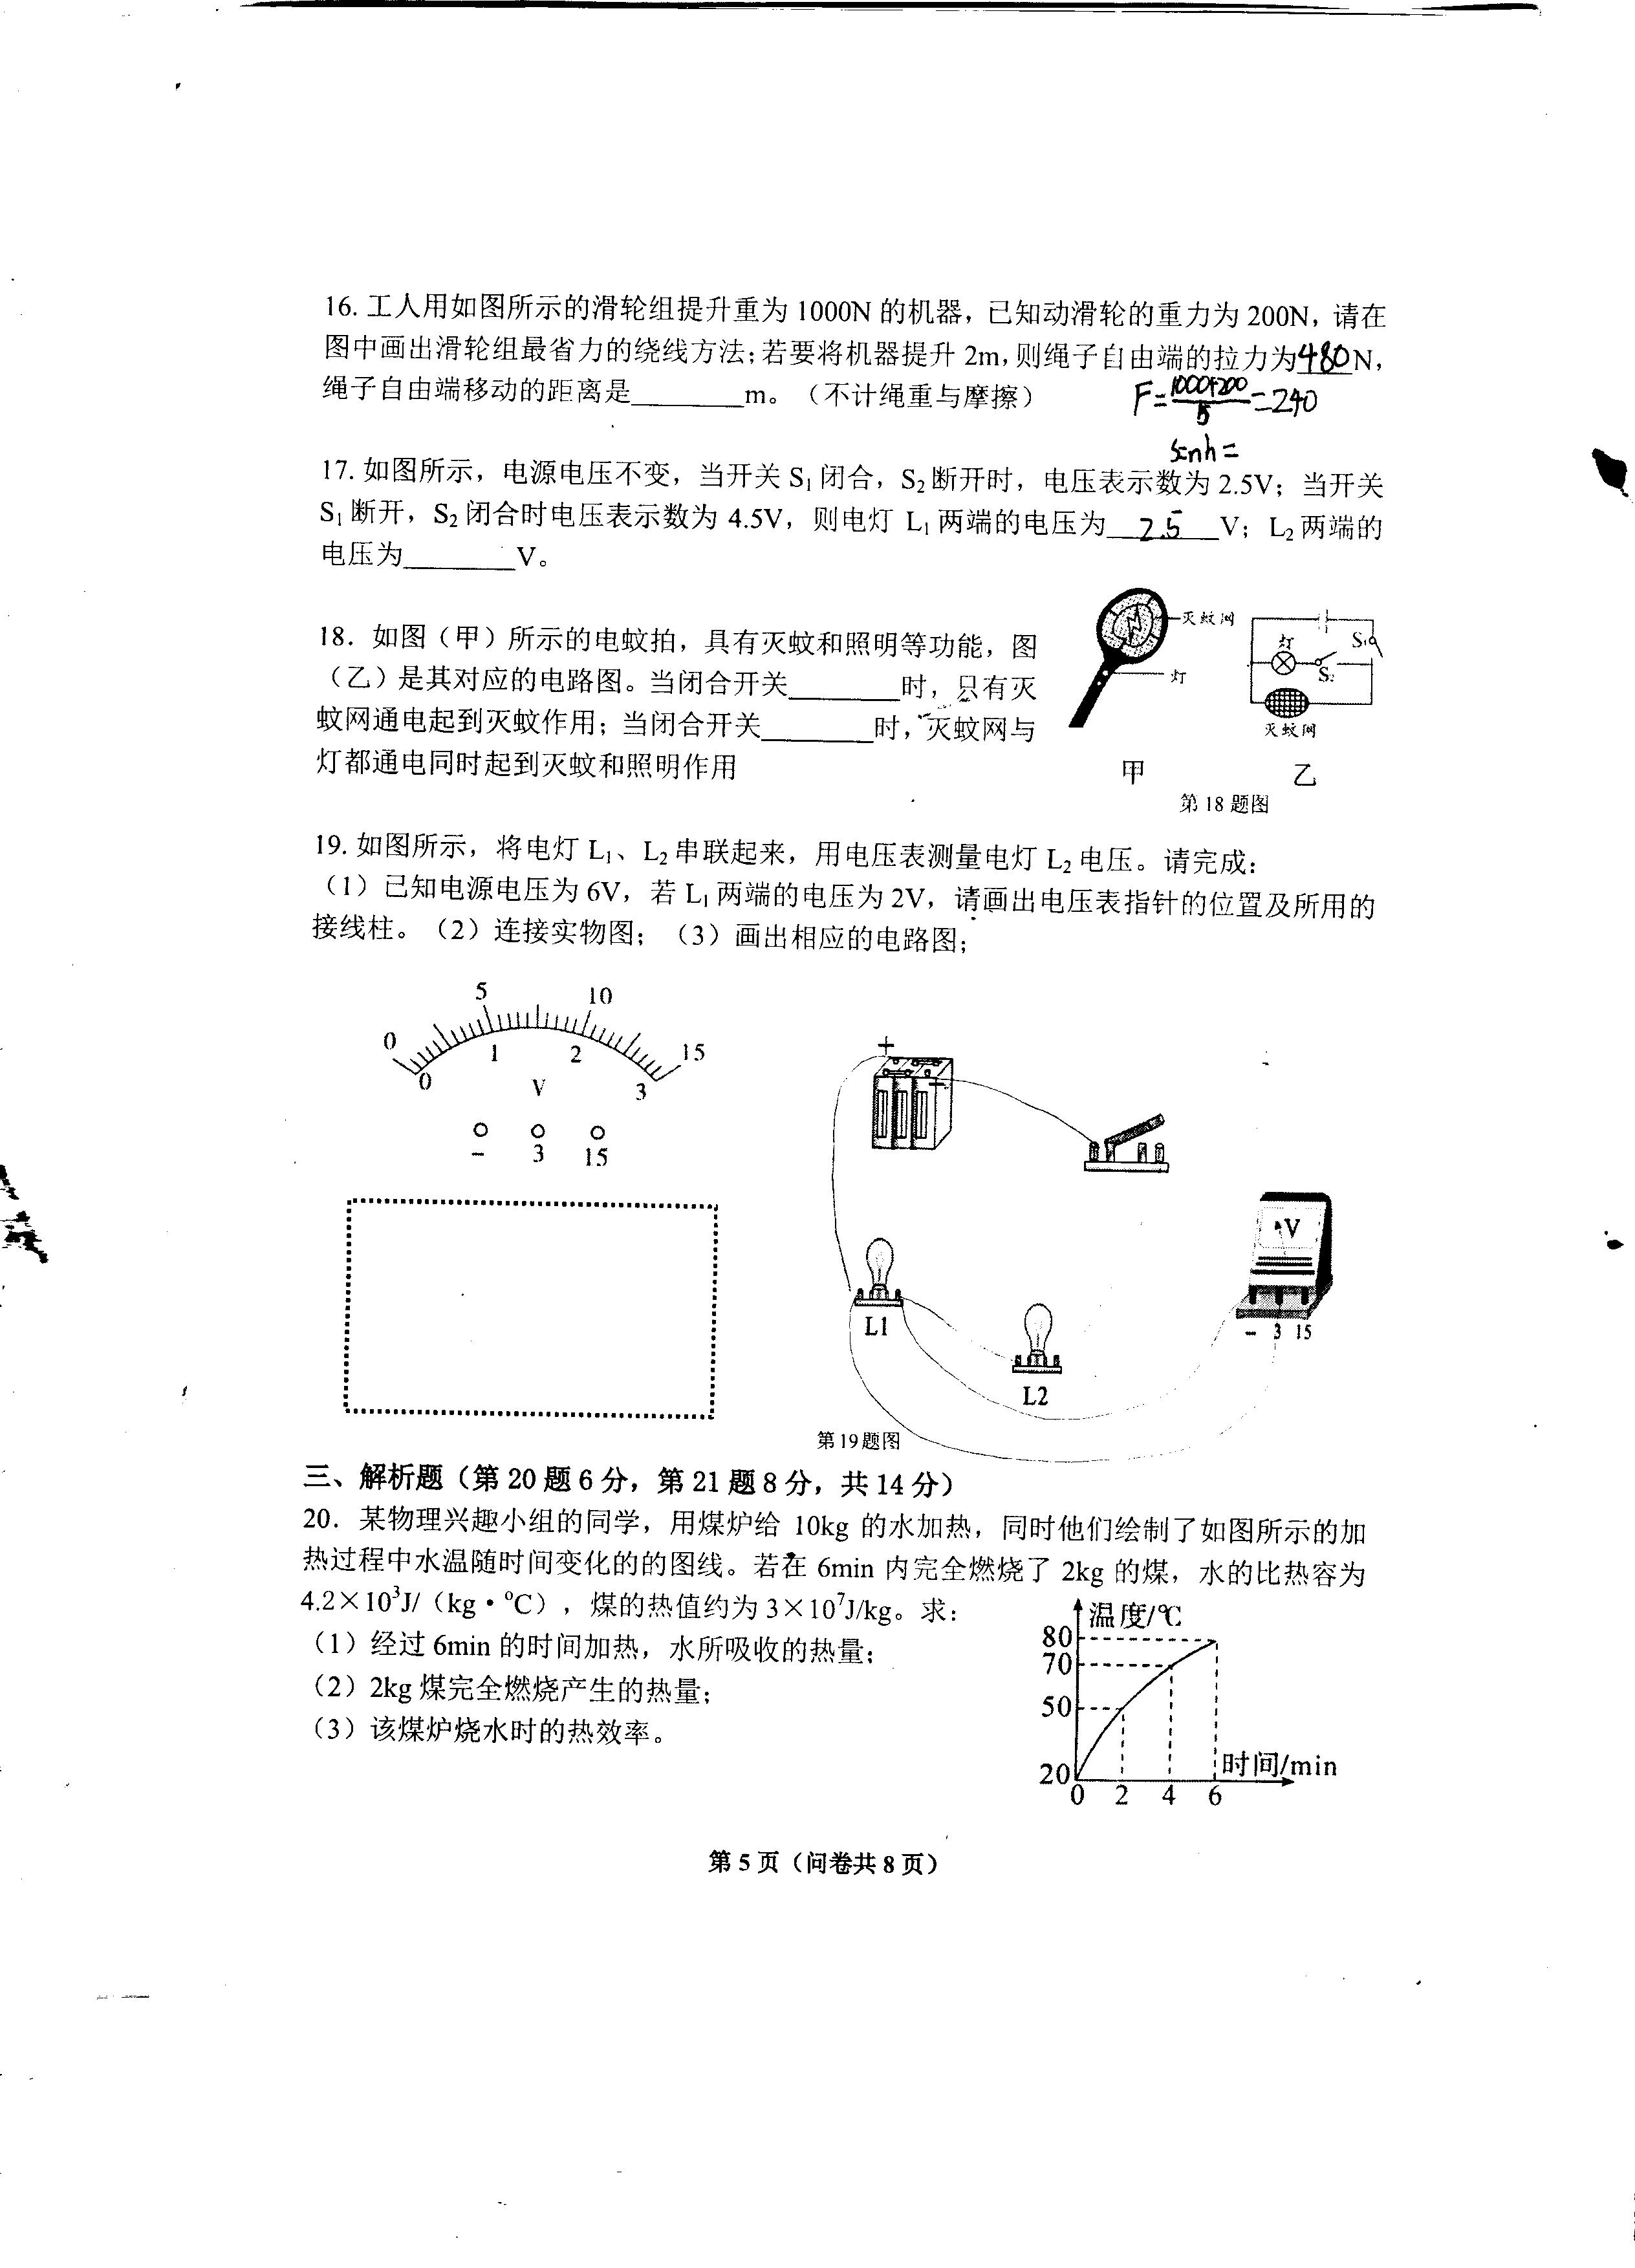 16. 工人用如图所示的滑轮组提升重为 1000N 的机器，已知动滑轮的重力为 200N，请在
图中画出滑轮组最省力的绕线方法；若要将机器提升 2m，则绳子自由端的拉力为480N，
绳子自由端移动的距离是________m。（不计绳重与摩擦）
F=(1000+200)/5=240
s=nh=
17. 如图所示，电源电压不变，当开关 S₁ 闭合，S₂ 断开时，电压表示数为 2.5V；当开关
S₁ 断开，S₂ 闭合时电压表示数为 4.5V，则电灯 L₁ 两端的电压为 2.5 V；L₂ 两端的
电压为________V。
18．如图（甲）所示的电蚊拍，具有灭蚊和照明等功能，图
（乙）是其对应的电路图。当闭合开关________时，只有灭
蚊网通电起到灭蚊作用；当闭合开关________时，灭蚊网与
灯都通电同时起到灭蚊和照明作用
灭蚊网
灯
甲
灯
S₁
S₂
灭蚊网
乙
第 18 题图
19. 如图所示，将电灯 L₁、L₂ 串联起来，用电压表测量电灯 L₂ 电压。请完成：
（1）已知电源电压为 6V，若 L₁ 两端的电压为 2V，请画出电压表指针的位置及所用的
接线柱。（2）连接实物图；（3）画出相应的电路图；
0 5 10 15
0 1 2 3
V
− 3 15
+
−
V
− 3 15
L1
L2
第 19 题图
三、解析题（第 20 题 6 分，第 21 题 8 分，共 14 分）
20．某物理兴趣小组的同学，用煤炉给 10kg 的水加热，同时他们绘制了如图所示的加
热过程中水温随时间变化的的图线。若在 6min 内完全燃烧了 2kg 的煤，水的比热容为
4.2×10³J/（kg·℃），煤的热值约为 3×10⁷J/kg。求：
（1）经过 6min 的时间加热，水所吸收的热量；
（2）2kg 煤完全燃烧产生的热量；
（3）该煤炉烧水时的热效率。
温度/℃
80
70
50
20
0 2 4 6
时间/min
第 5 页（问卷共 8 页）